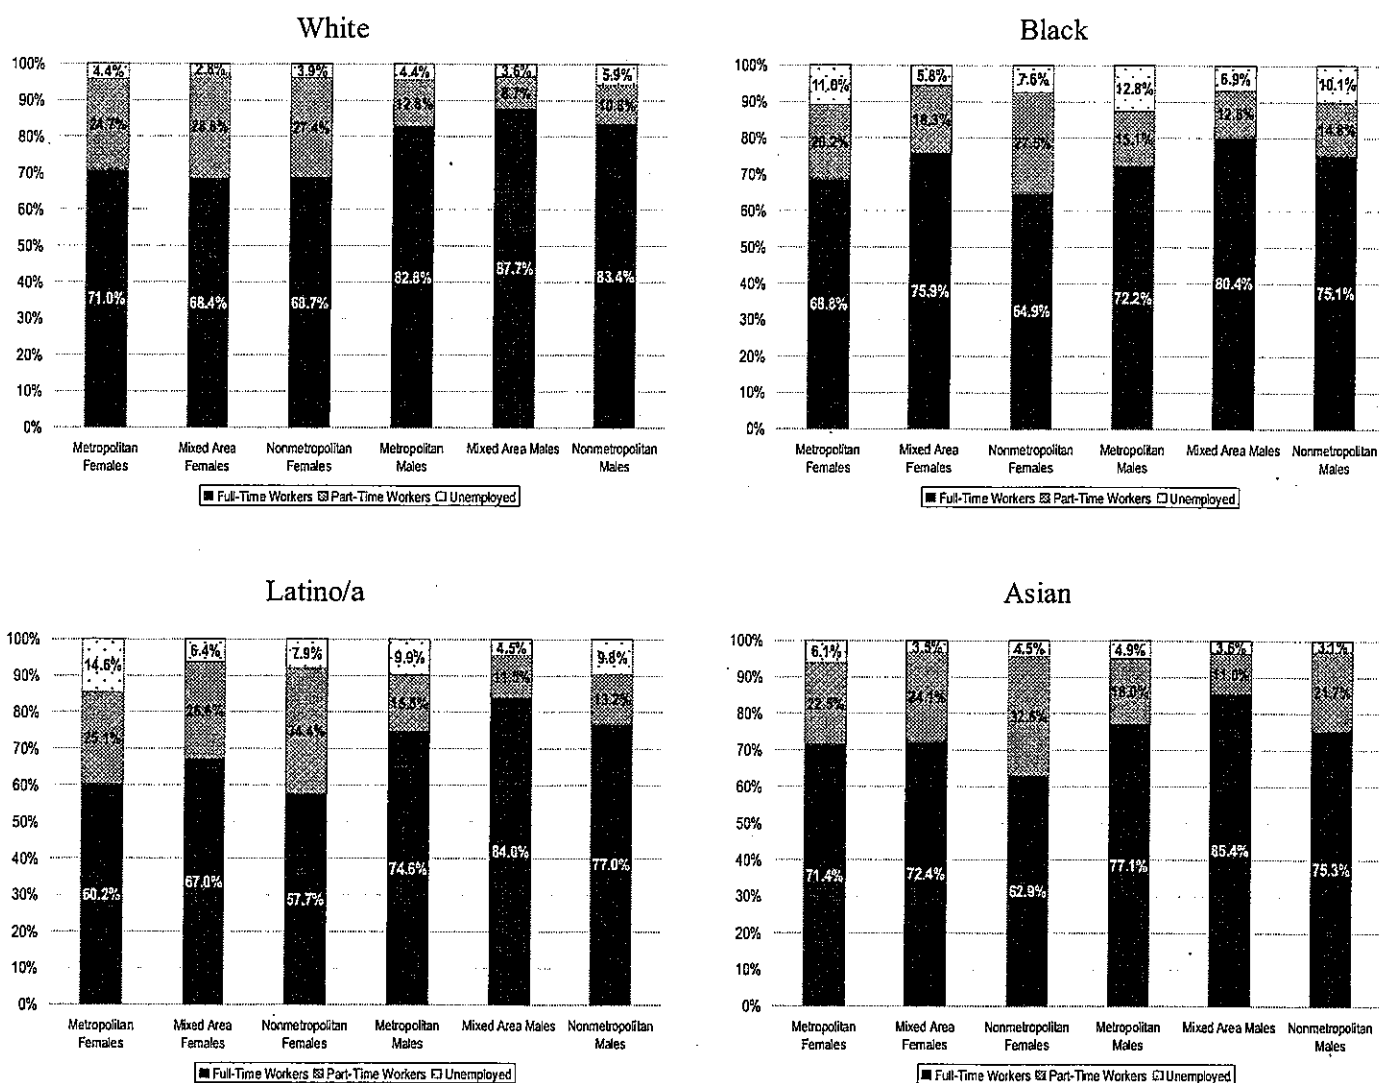 White
100%
90%
80%
70%
60%
50%
40%
30%
20%
10%
0%
4.4% 2.8% 3.9% 4.4% 3.6% 5.9%
24.7% 28.8% 27.4% 12.8% 8.7%
71.0% 68.4% 68.7% 82.8% 87.7% 83.4%
Metropolitan Females
Mixed Area Females
Nonmetropolitan Females
Metropolitan Males
Mixed Area Males
Nonmetropolitan Males
Full-Time Workers Part-Time Workers Unemployed
Black
100%
90%
80%
70%
60%
50%
40%
30%
20%
10%
0%
11.0% 5.8% 7.6% 12.8% 6.9% 10.1%
20.2% 18.3% 15.1% 14.8%
68.8% 75.9% 64.9% 72.2% 80.4% 75.1%
Metropolitan Females
Mixed Area Females
Nonmetropolitan Females
Metropolitan Males
Mixed Area Males
Nonmetropolitan Males
Full-Time Workers Part-Time Workers Unemployed
Latino/a
100%
90%
80%
70%
60%
50%
40%
30%
20%
10%
0%
14.6% 6.4% 7.9% 9.9% 4.5% 9.8%
25.1% 26.6% 34.4% 15.5% 11.5% 13.2%
60.2% 67.0% 57.7% 74.6% 84.0% 77.0%
Metropolitan Females
Mixed Area Females
Nonmetropolitan Females
Metropolitan Males
Mixed Area Males
Nonmetropolitan Males
Full-Time Workers Part-Time Workers Unemployed
Asian
100%
90%
80%
70%
60%
50%
40%
30%
20%
10%
0%
6.1% 3.5% 4.5% 4.9% 3.6% 3.1%
22.5% 24.1% 32.6% 18.0% 11.0% 21.7%
71.4% 72.4% 62.9% 77.1% 85.4% 75.3%
Metropolitan Females
Mixed Area Females
Nonmetropolitan Females
Metropolitan Males
Mixed Area Males
Nonmetropolitan Males
Full-Time Workers Part-Time Workers Unemployed